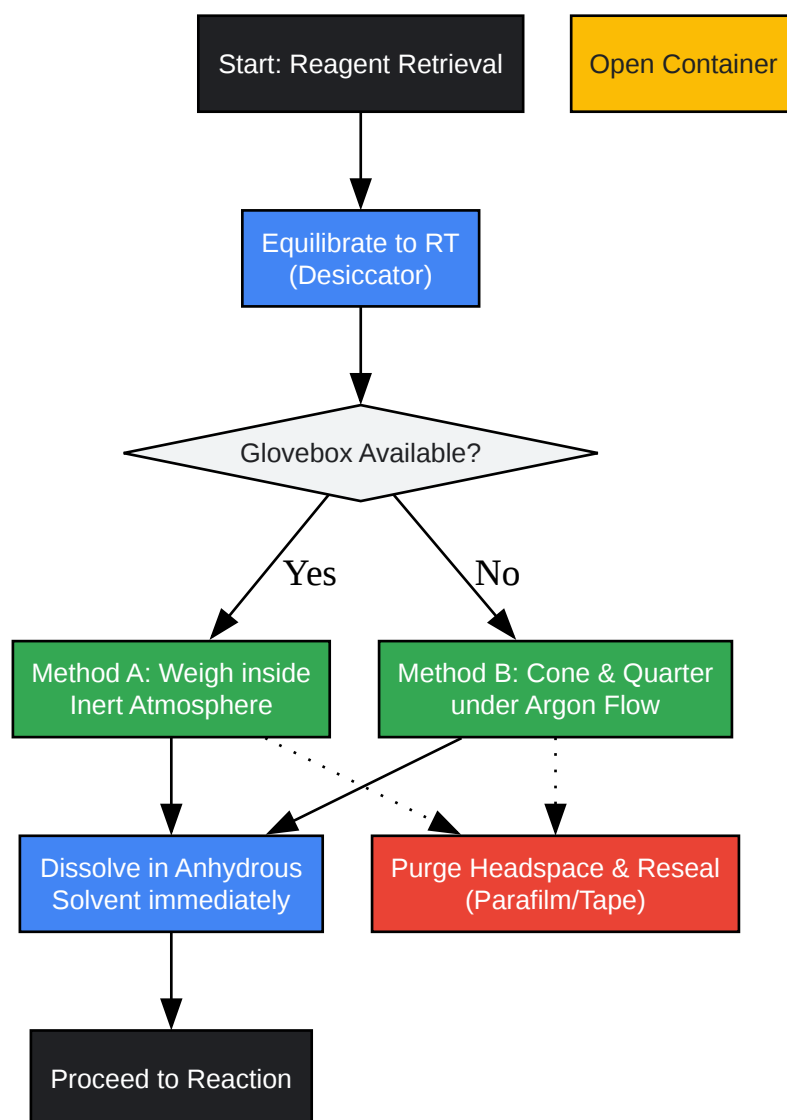 Start: Reagent Retrieval
Open Container
Equilibrate to RT
(Desiccator)
Glovebox Available?
Yes
No
Method A: Weigh inside
Inert Atmosphere
Method B: Cone & Quarter
under Argon Flow
Dissolve in Anhydrous
Solvent immediately
Purge Headspace & Reseal
(Parafilm/Tape)
Proceed to Reaction